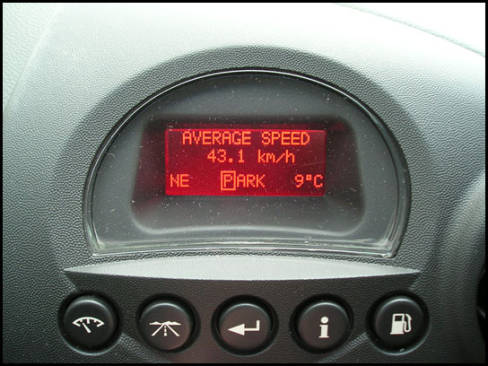 AVERAGE SPEED
43.1 km/h
NE PARK 9°C
i